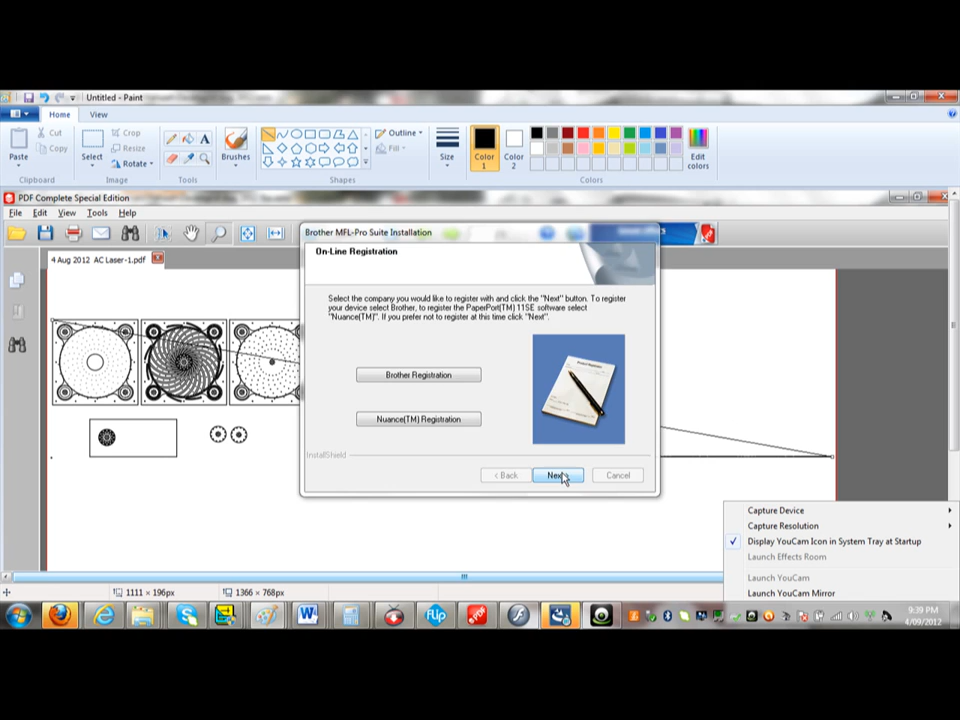 Untitled - Paint
Home
View
Paste
Cut
Copy
Clipboard
Select
Crop
Resize
Rotate
Image
Tools
Brushes
Shapes
Outline
Fill
Size
Color 1
Color 2
Colors
Edit colors
PDF Complete Special Edition
File Edit View Tools Help
4 Aug 2012 AC Laser-1.pdf
Brother MFL-Pro Suite Installation
On-Line Registration
Select the company you would like to register with and click the "Next" button. To register
your device select Brother, to register the PaperPort(TM) 11SE software select
"Nuance(TM)". If you prefer not to register at this time click "Next".
Brother Registration
Nuance(TM) Registration
InstallShield
< Back
Next
Cancel
Capture Device
Capture Resolution
Display YouCam Icon in System Tray at Startup
Launch Effects Room
Launch YouCam
Launch YouCam Mirror
1111 × 196px
1366 × 768px
9:39 PM
4/09/2012